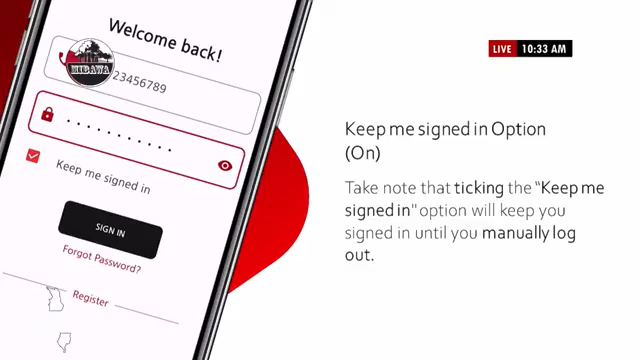 Welcome back!
MIBAWA
23456789
Keep me signed in
SIGN IN
Forgot Password?
Register
LIVE 10:33 AM
Keep me signed in Option
(On)
Take note that ticking the “Keep me
signed in" option will keep you
signed in until you manually log
out.